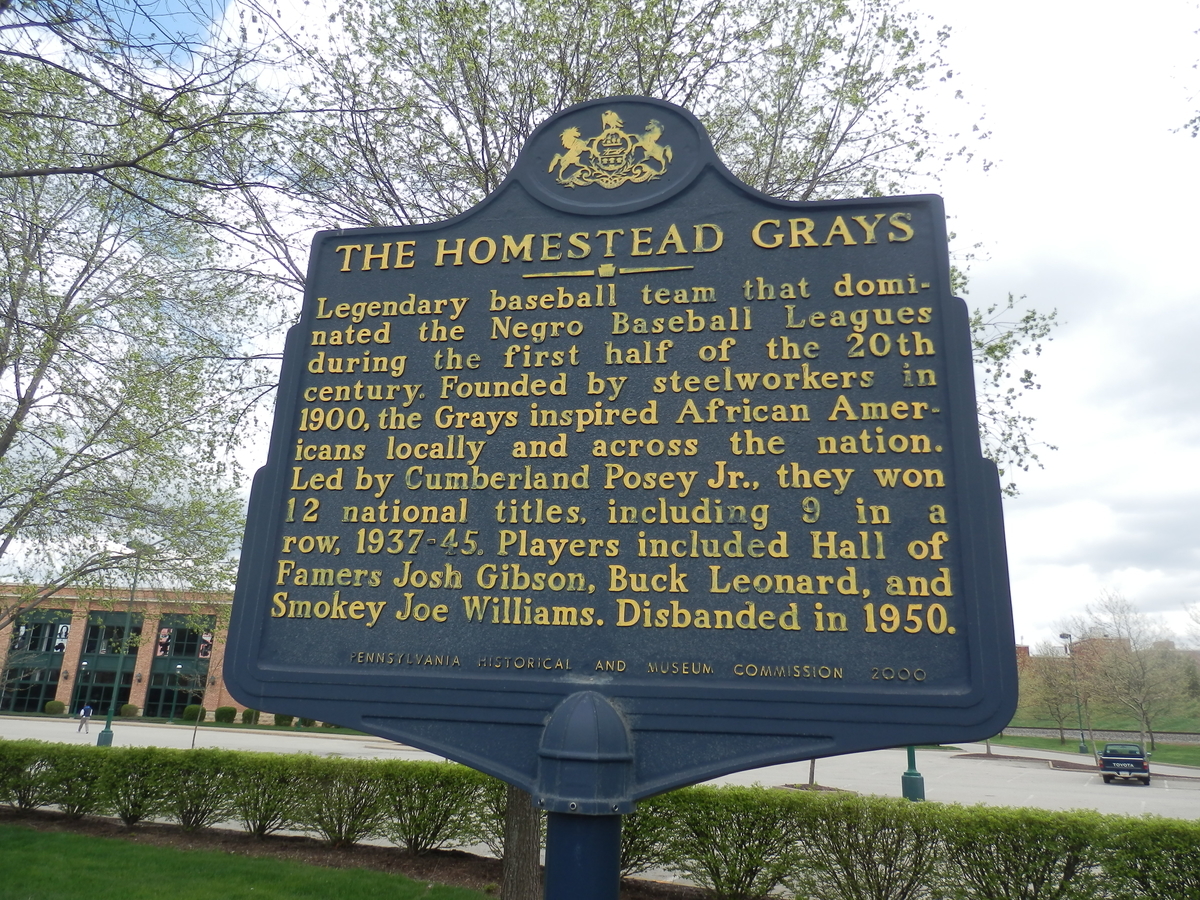 THE HOMESTEAD GRAYS
Legendary baseball team that domi-
nated the Negro Baseball Leagues
during the first half of the 20th
century. Founded by steelworkers in
1900, the Grays inspired African Amer-
icans locally and across the nation.
Led by Cumberland Posey Jr., they won
12 national titles, including 9 in a
row, 1937-45. Players included Hall of
Famers Josh Gibson, Buck Leonard, and
Smokey Joe Williams. Disbanded in 1950.
PENNSYLVANIA HISTORICAL AND MUSEUM COMMISSION 2000
TOYOTA